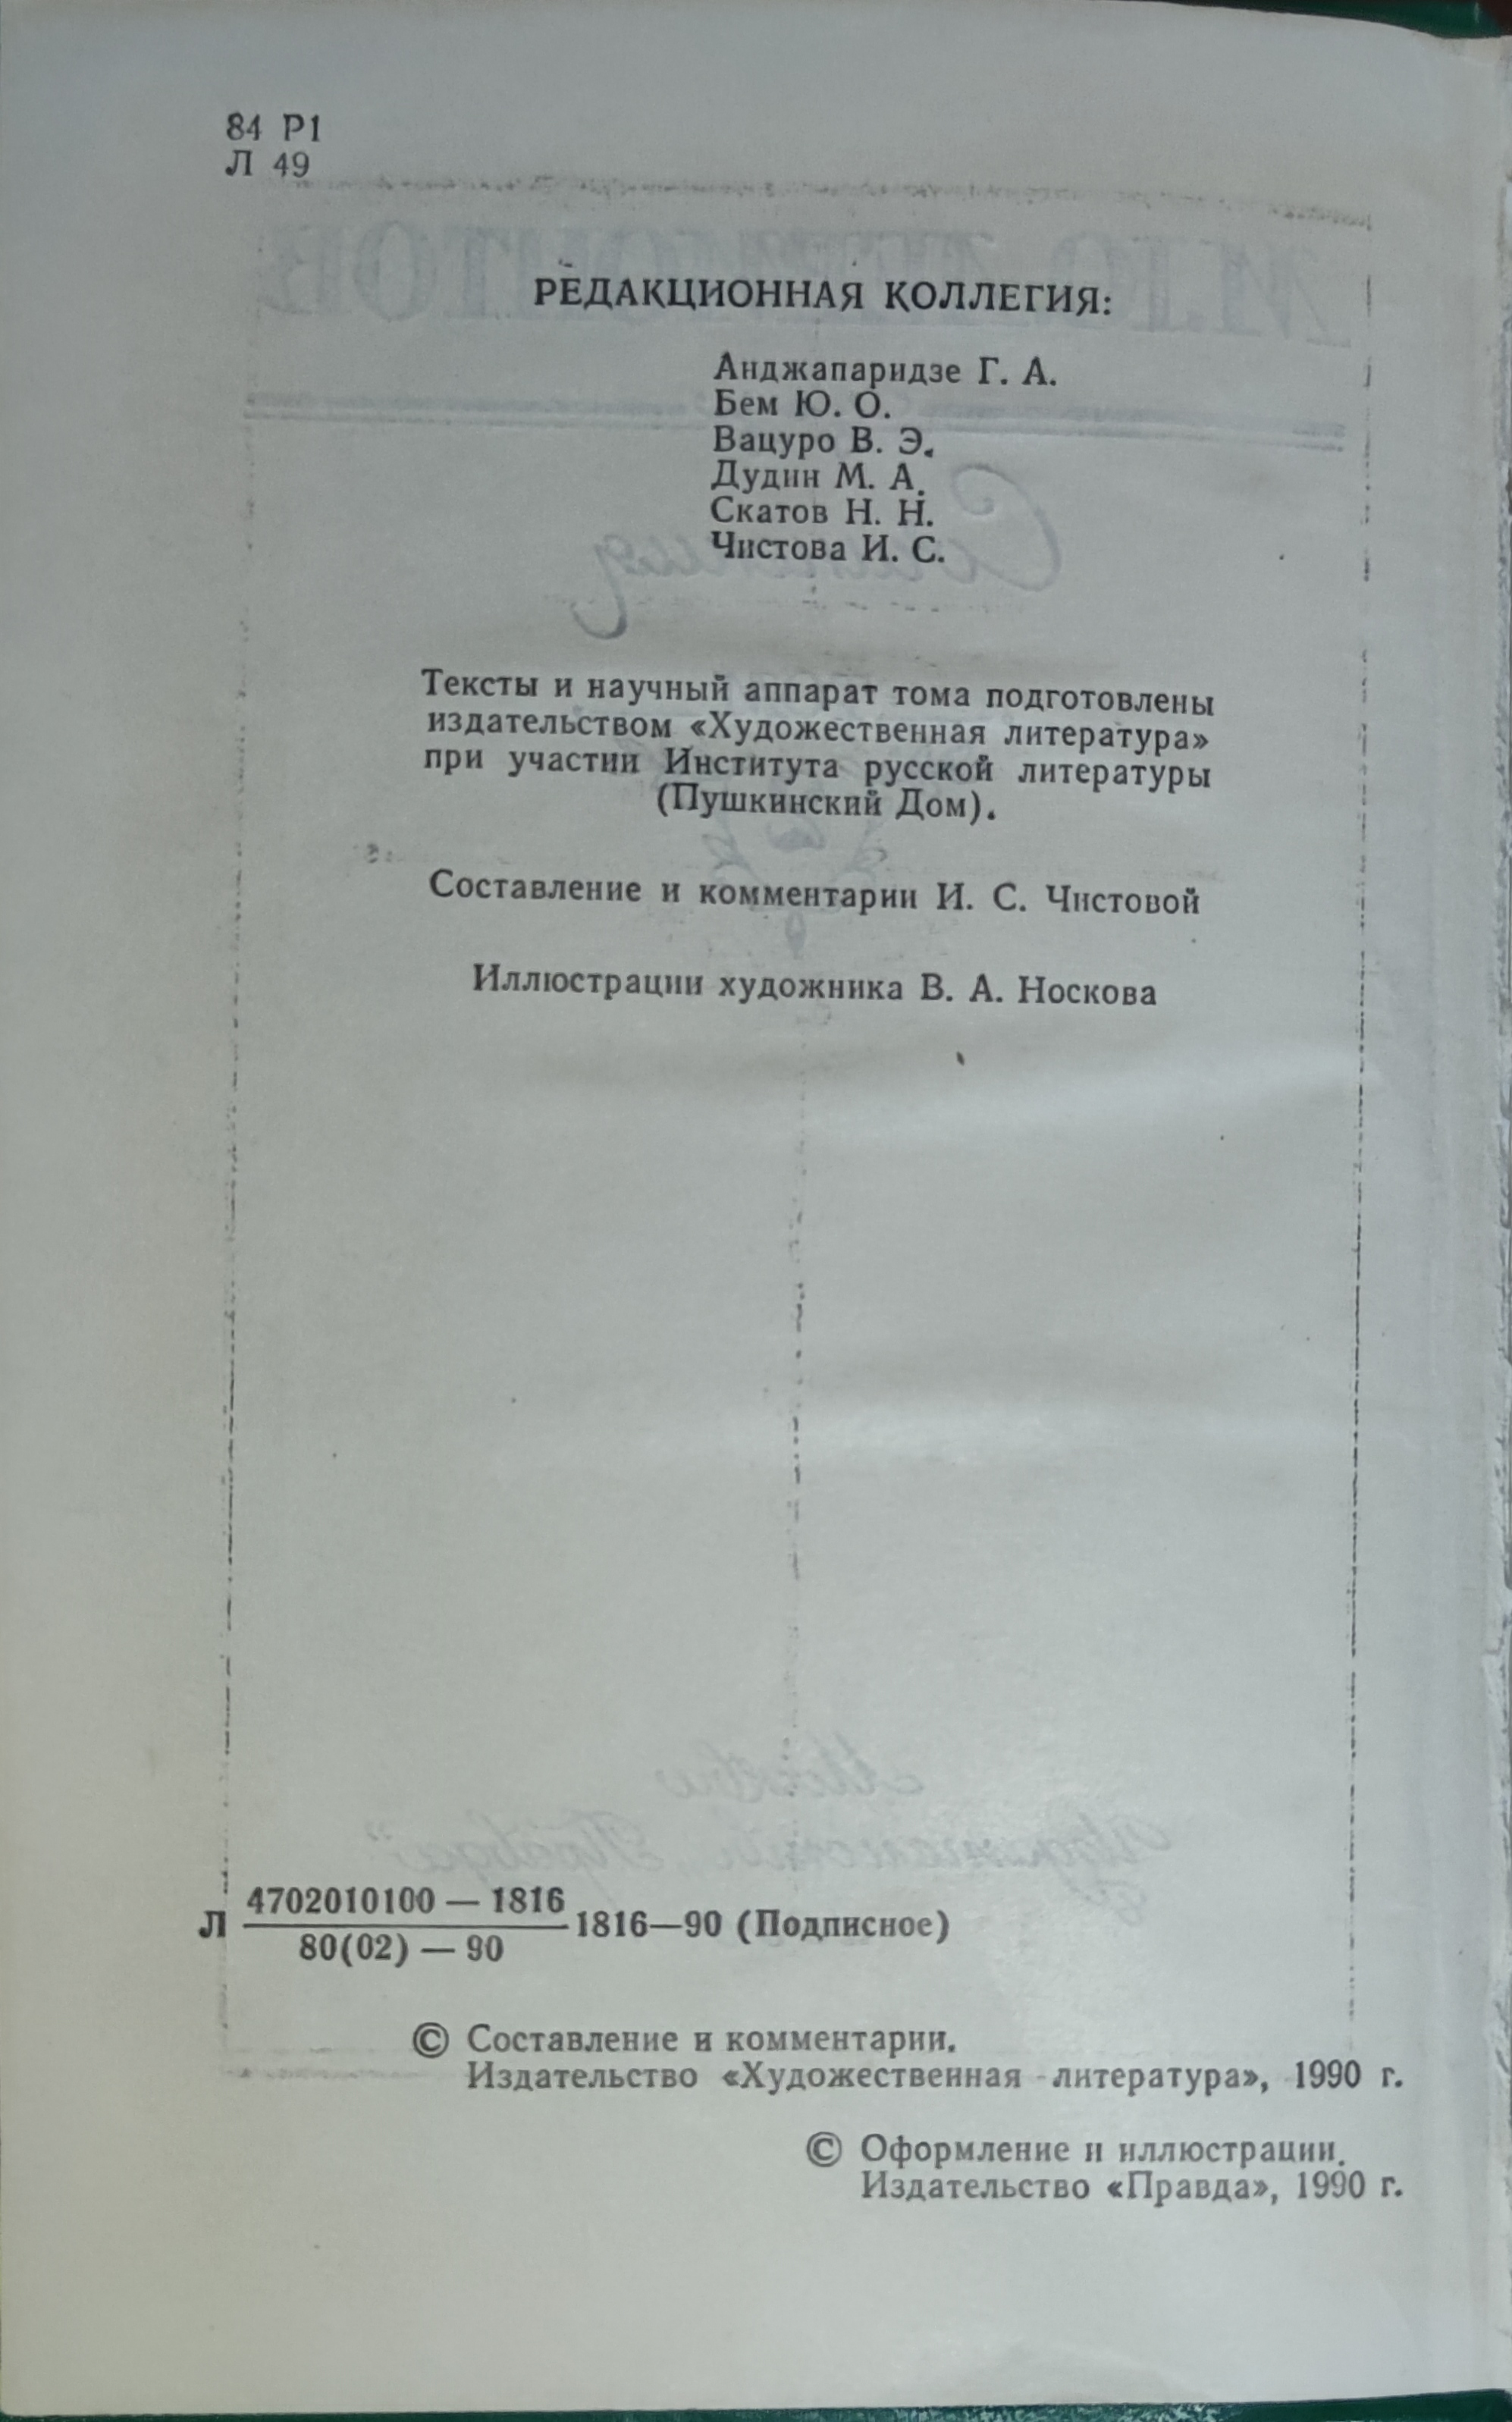 84 Р1
Л 49
РЕДАКЦИОННАЯ КОЛЛЕГИЯ:
Анджапаридзе Г. А.
Бем Ю. О.
Вацуро В. Э.
Дудин М. А.
Скатов Н. Н.
Чистова И. С.
Тексты и научный аппарат тома подготовлены
издательством «Художественная литература»
при участии Института русской литературы
(Пушкинский Дом).
Составление и комментарии И. С. Чистовой
Иллюстрации художника В. А. Носкова
4702010100 — 1816
Л 1816—90 (Подписное)
80(02) — 90
© Составление и комментарии.
Издательство «Художественная литература», 1990 г.
© Оформление и иллюстрации.
Издательство «Правда», 1990 г.